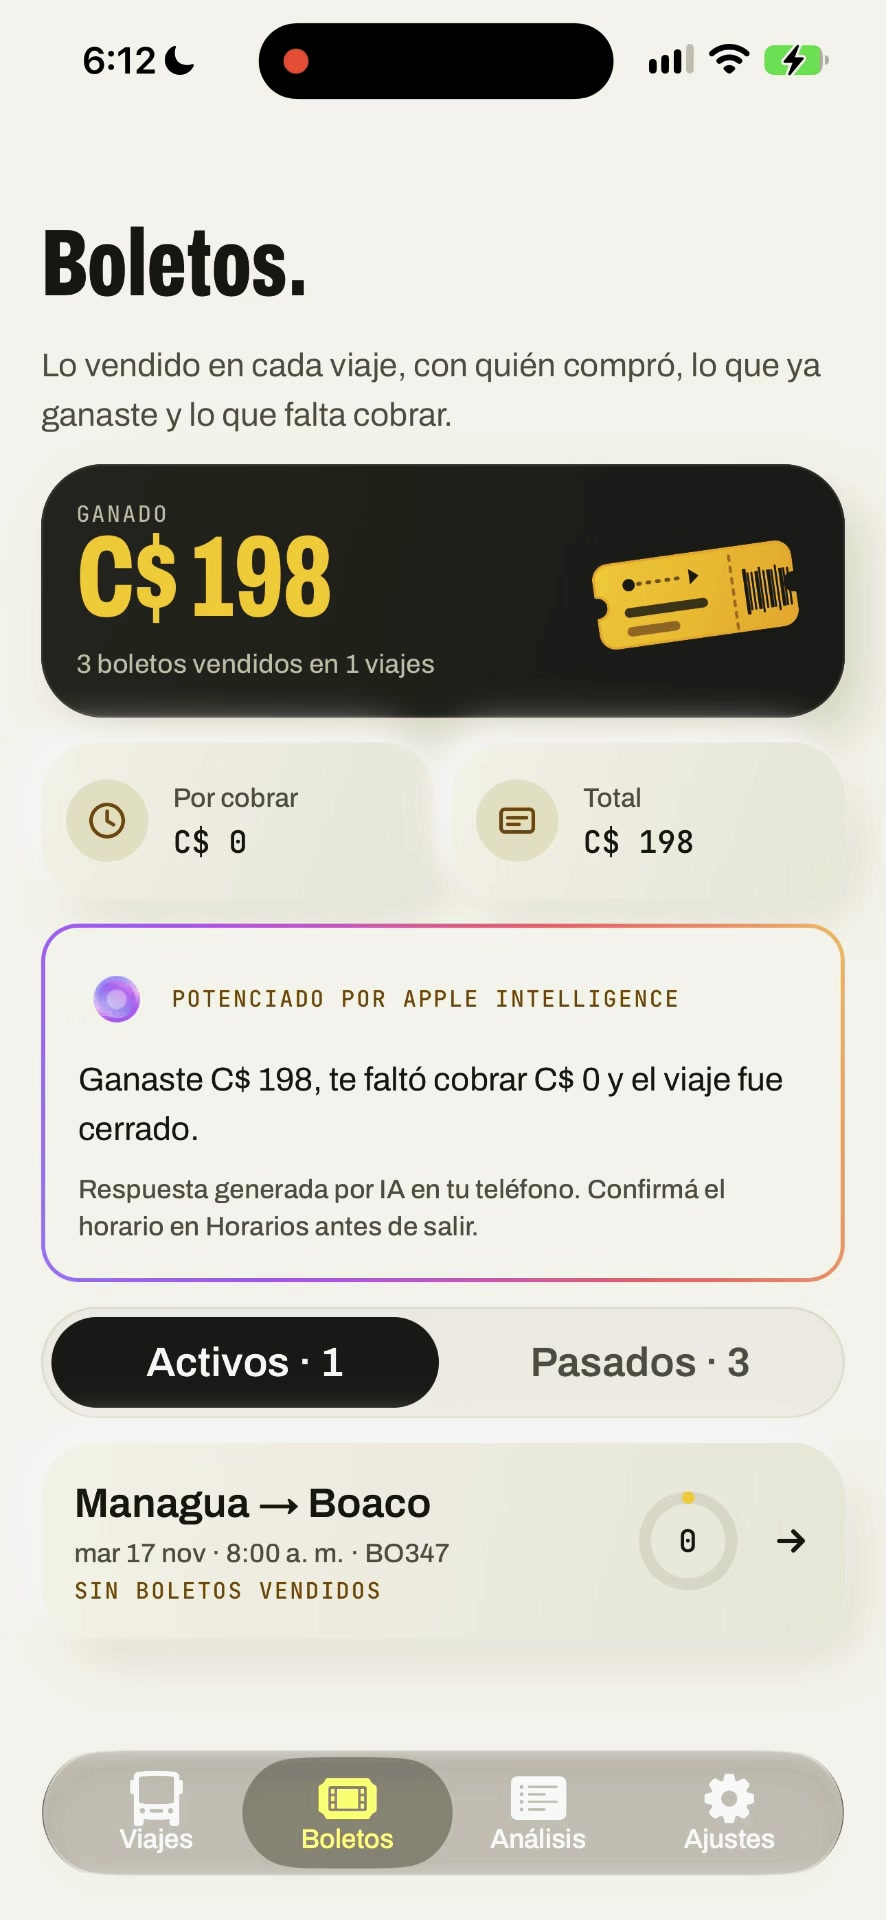 6:12
Boletos.
Lo vendido en cada viaje, con quién compró, lo que ya
ganaste y lo que falta cobrar.
GANADO
C$ 198
3 boletos vendidos en 1 viajes
Por cobrar
C$ 0
Total
C$ 198
POTENCIADO POR APPLE INTELLIGENCE
Ganaste C$ 198, te faltó cobrar C$ 0 y el viaje fue
cerrado.
Respuesta generada por IA en tu teléfono. Confirmá el
horario en Horarios antes de salir.
Activos · 1
Pasados · 3
Managua → Boaco
mar 17 nov · 8:00 a. m. · BO347
SIN BOLETOS VENDIDOS
0
Viajes
Boletos
Análisis
Ajustes